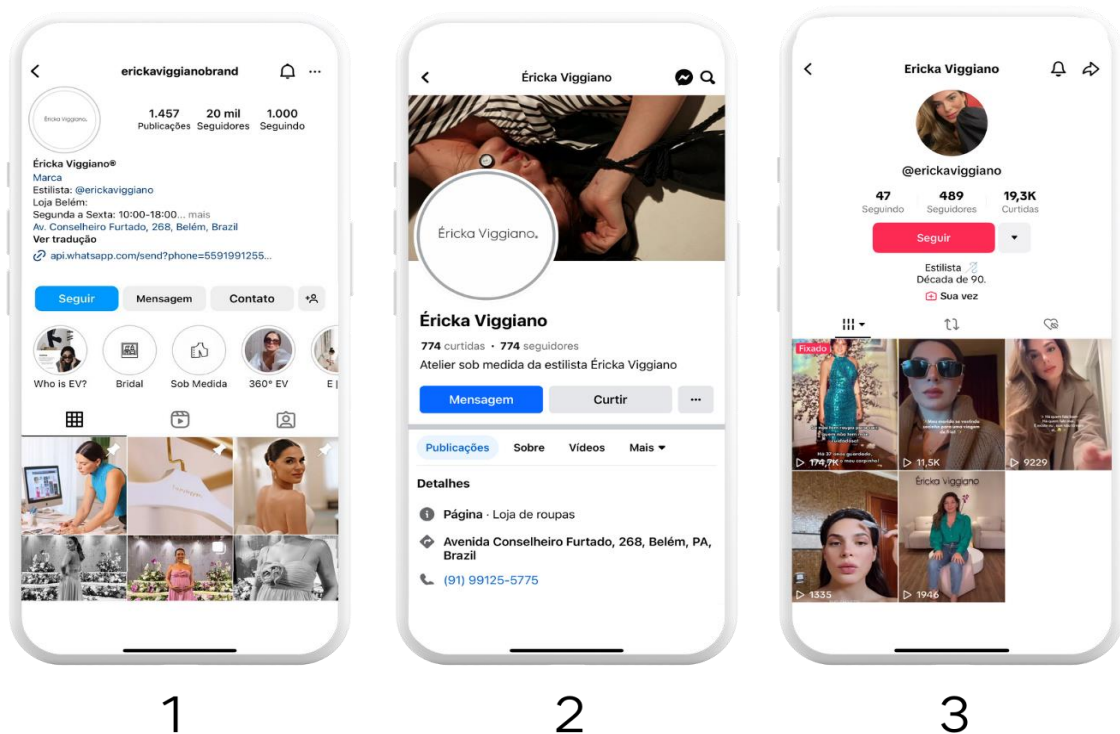 erickaviggianobrand
Éricka Viggiano.
1.457 20 mil 1.000
Publicações Seguidores Seguindo
Éricka Viggiano®
Marca
Estilista: @erickaviggiano
Loja Belém:
Segunda a Sexta: 10:00-18:00... mais
Av. Conselheiro Furtado, 268, Belém, Brazil
Ver tradução
api.whatsapp.com/send?phone=5591991255...
Seguir Mensagem Contato
Who is EV? Bridal Sob Medida 360° EV E |
1
Éricka Viggiano
Éricka Viggiano.
Éricka Viggiano
774 curtidas • 774 seguidores
Atelier sob medida da estilista Éricka Viggiano
Mensagem Curtir ...
Publicações Sobre Vídeos Mais
Detalhes
Página · Loja de roupas
Avenida Conselheiro Furtado, 268, Belém, PA,
Brazil
(91) 99125-5775
2
Ericka Viggiano
@erickaviggiano
47 489 19,3K
Seguindo Seguidores Curtidas
Seguir
Estilista
Década de 90.
Sua vez
Fixado
174,7K 11,5K 9229
Éricka Viggiano
1335 1946
3